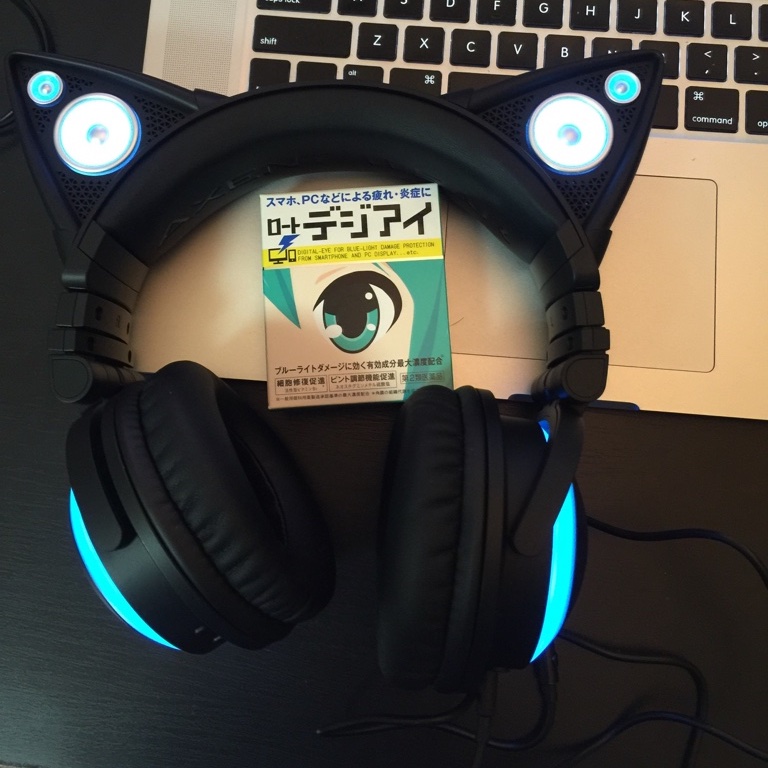 caps lock
D
F
G
H
J
K
L
shift
Z
X
C
V
B
N
M
<
,
>
.
alt
⌘
⌘
command
AXEN
スマホ、PCなどによる疲れ・炎症に
ロート デジアイ
DIGITAL-EYE FOR BLUE-LIGHT DAMAGE PROTECTION
FROM SMARTPHONE AND PC DISPLAY...etc.
ブルーライトダメージに効く有効成分最大濃度配合
細胞修復促進 ピント調節機能促進 第2類医薬品